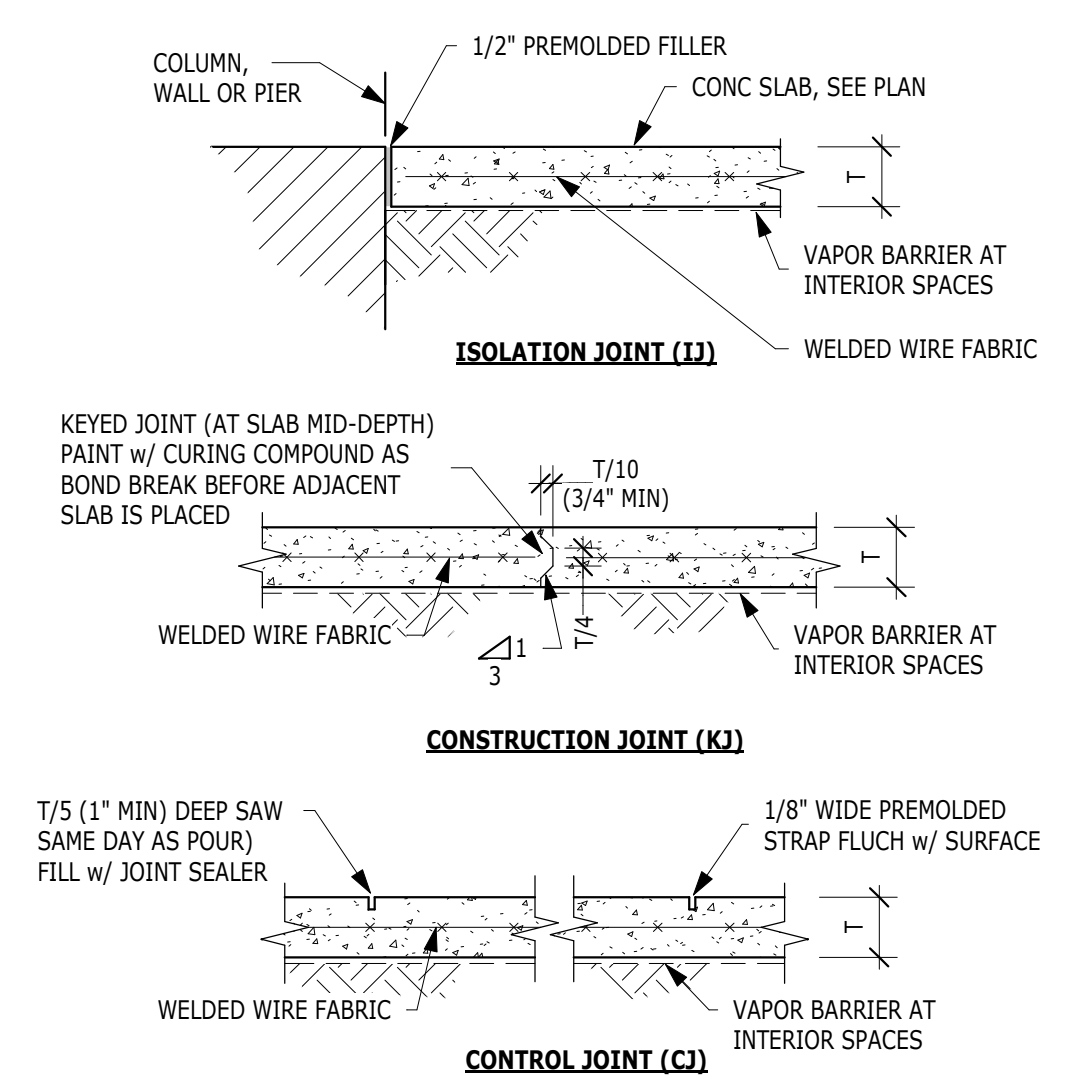 1/2" PREMOLDED FILLER
COLUMN,
WALL OR PIER
CONC SLAB, SEE PLAN
T
VAPOR BARRIER AT
INTERIOR SPACES
WELDED WIRE FABRIC
ISOLATION JOINT (IJ)
KEYED JOINT (AT SLAB MID-DEPTH)
PAINT w/ CURING COMPOUND AS
BOND BREAK BEFORE ADJACENT
SLAB IS PLACED
T/10
(3/4" MIN)
T
T/4
WELDED WIRE FABRIC
1
3
VAPOR BARRIER AT
INTERIOR SPACES
CONSTRUCTION JOINT (KJ)
T/5 (1" MIN) DEEP SAW
SAME DAY AS POUR)
FILL w/ JOINT SEALER
1/8" WIDE PREMOLDED
STRAP FLUCH w/ SURFACE
T
WELDED WIRE FABRIC
VAPOR BARRIER AT
INTERIOR SPACES
CONTROL JOINT (CJ)